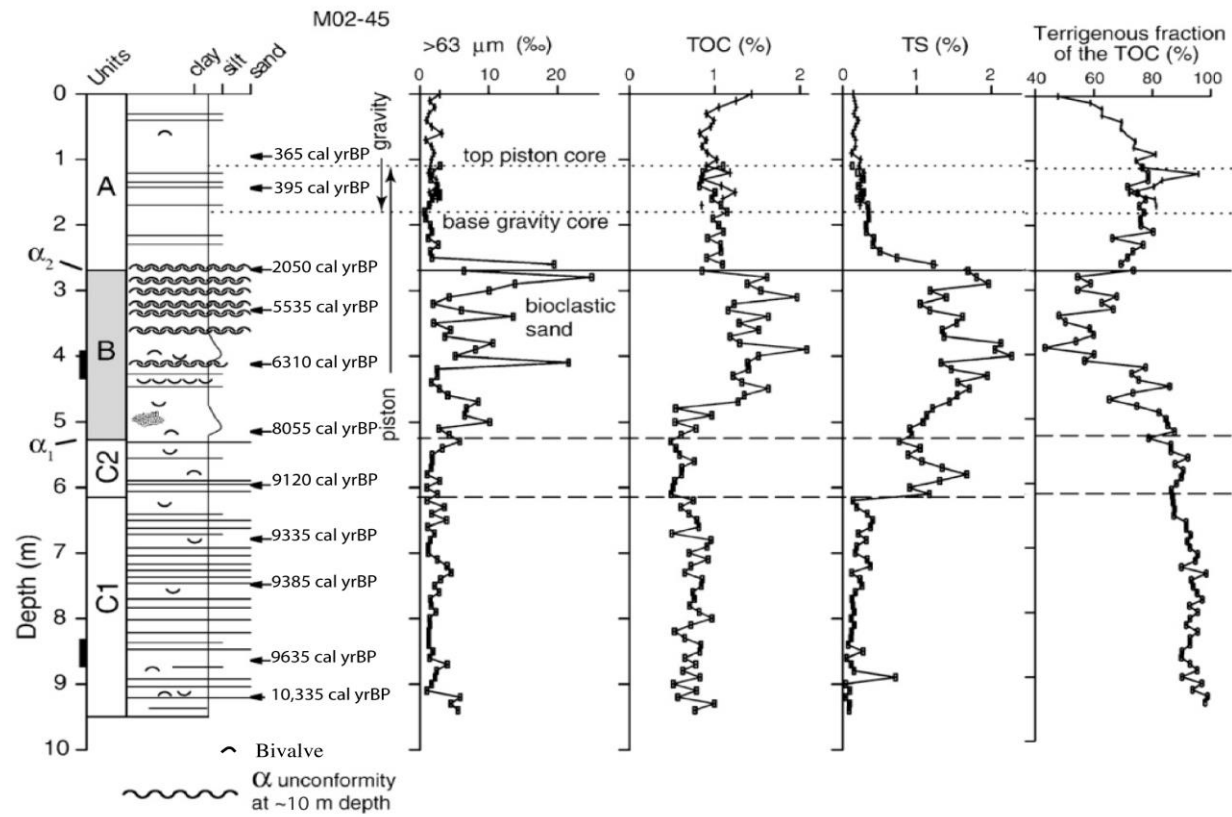 M02-45
Units
clay
silt
sand
>63 μm (‰)
TOC (%)
TS (%)
Terrigenous fraction
of the TOC (%)
0 10 20
0 1 2
0 1 2
40 60 80 100
Depth (m)
0
1
2
3
4
5
6
7
8
9
10
A
B
C2
C1
α2
α1
365 cal yrBP
395 cal yrBP
2050 cal yrBP
5535 cal yrBP
6310 cal yrBP
8055 cal yrBP
9120 cal yrBP
9335 cal yrBP
9385 cal yrBP
9635 cal yrBP
10,335 cal yrBP
gravity
piston
top piston core
base gravity core
bioclastic
sand
Bivalve
α unconformity
at ~10 m depth